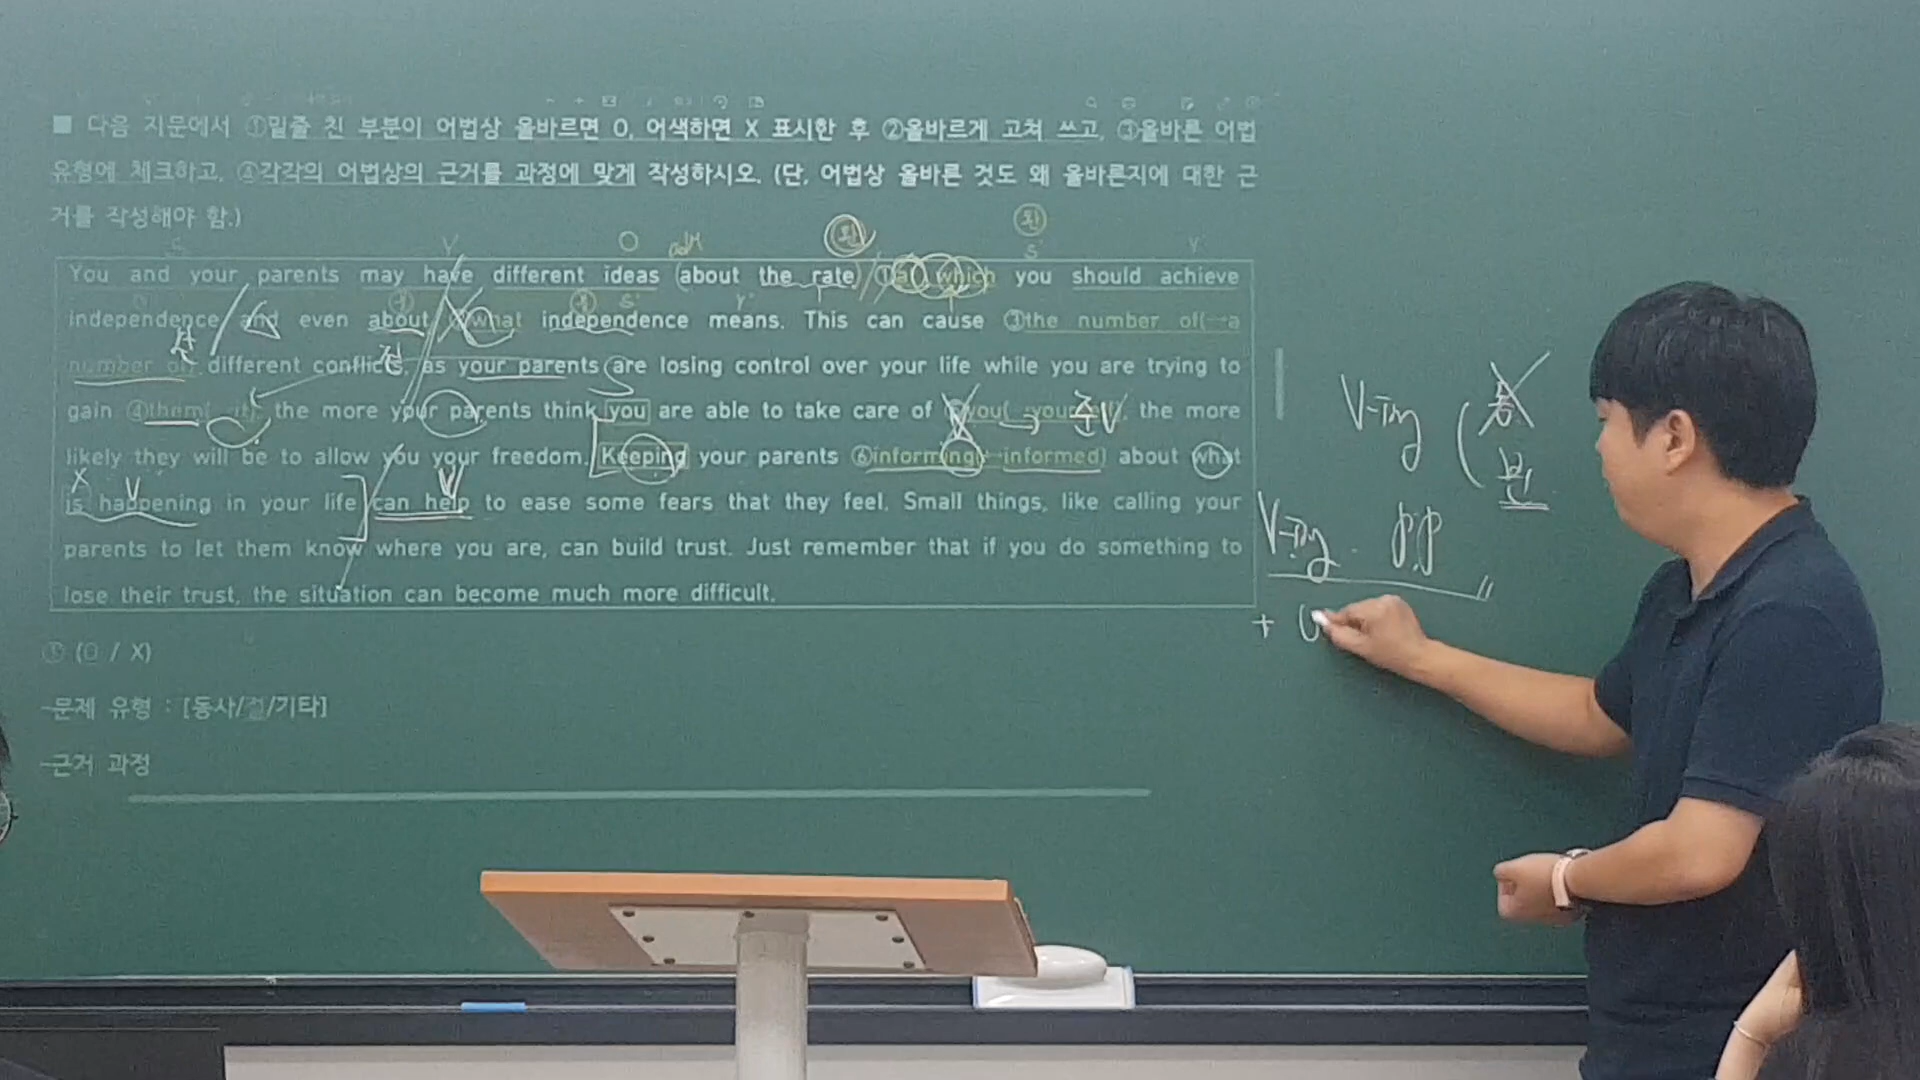 ■ 다음 지문에서 ①밑줄 친 부분이 어법상 올바르면 O, 어색하면 X 표시한 후 ②올바르게 고쳐 쓰고, ③올바른 어법
유형에 체크하고, ④각각의 어법상의 근거를 과정에 맞게 작성하시오. (단, 어법상 올바른 것도 왜 올바른지에 대한 근
거를 작성해야 함.)
You and your parents may have different ideas (about the rate) ①at which you should achieve
independence and even about what independence means. This can cause ③the number of(→a
number of) different conflicts, as your parents are losing control over your life while you are trying to
gain ④them(→it), the more your parents think you are able to take care of you(→yourself), the more
likely they will be to allow you your freedom. Keeping your parents ⑥informing(→informed) about what
is happening in your life can help to ease some fears that they feel. Small things, like calling your
parents to let them know where you are, can build trust. Just remember that if you do something to
lose their trust, the situation can become much more difficult.
① (O / X)
-문제 유형 : [동사/준/기타]
-근거 과정
V-ing
동
본
V-ing p.p
+